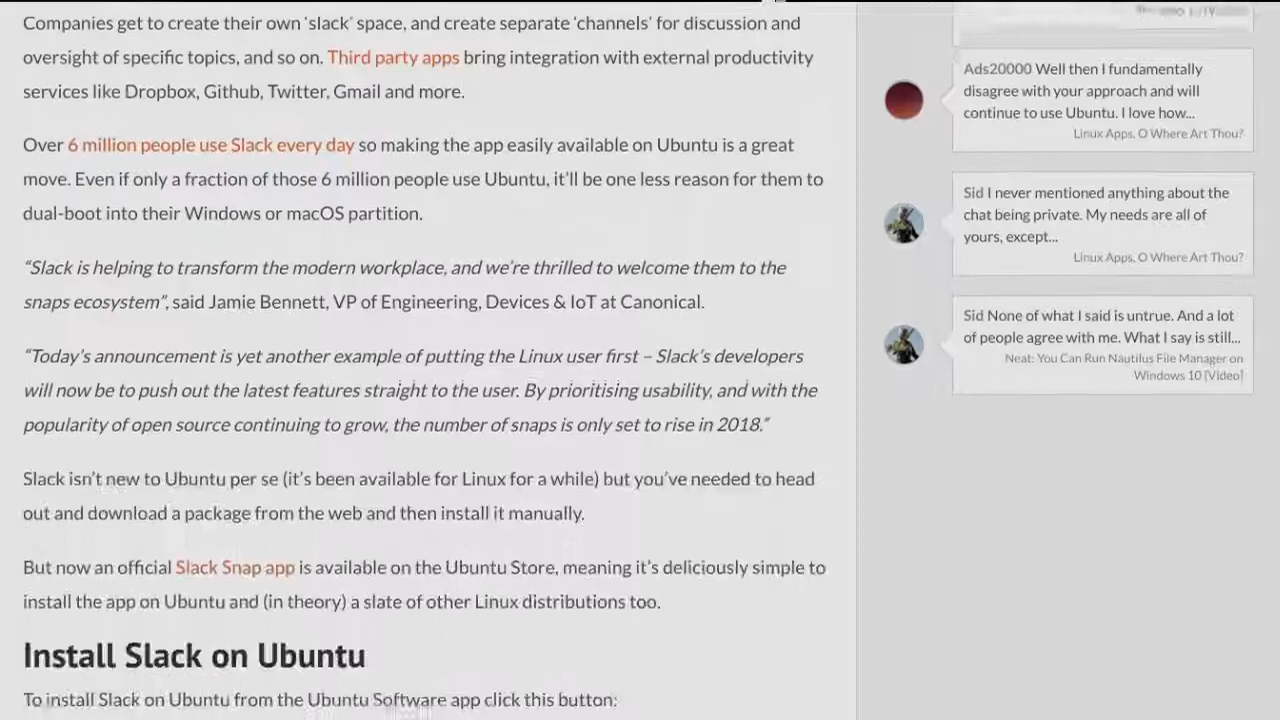 Companies get to create their own 'slack' space, and create separate 'channels' for discussion and
oversight of specific topics, and so on. Third party apps bring integration with external productivity
services like Dropbox, Github, Twitter, Gmail and more.
Over 6 million people use Slack every day so making the app easily available on Ubuntu is a great
move. Even if only a fraction of those 6 million people use Ubuntu, it'll be one less reason for them to
dual-boot into their Windows or macOS partition.
“Slack is helping to transform the modern workplace, and we're thrilled to welcome them to the
snaps ecosystem”, said Jamie Bennett, VP of Engineering, Devices & IoT at Canonical.
“Today's announcement is yet another example of putting the Linux user first – Slack's developers
will now be to push out the latest features straight to the user. By prioritising usability, and with the
popularity of open source continuing to grow, the number of snaps is only set to rise in 2018.”
Slack isn't new to Ubuntu per se (it's been available for Linux for a while) but you've needed to head
out and download a package from the web and then install it manually.
But now an official Slack Snap app is available on the Ubuntu Store, meaning it's deliciously simple to
install the app on Ubuntu and (in theory) a slate of other Linux distributions too.
Install Slack on Ubuntu
To install Slack on Ubuntu from the Ubuntu Software app click this button:
Ads20000 Well then I fundamentally
disagree with your approach and will
continue to use Ubuntu. I love how...
Linux Apps, O Where Art Thou?
Sid I never mentioned anything about the
chat being private. My needs are all of
yours, except...
Linux Apps, O Where Art Thou?
Sid None of what I said is untrue. And a lot
of people agree with me. What I say is still...
Neat: You Can Run Nautilus File Manager on
Windows 10 [Video]